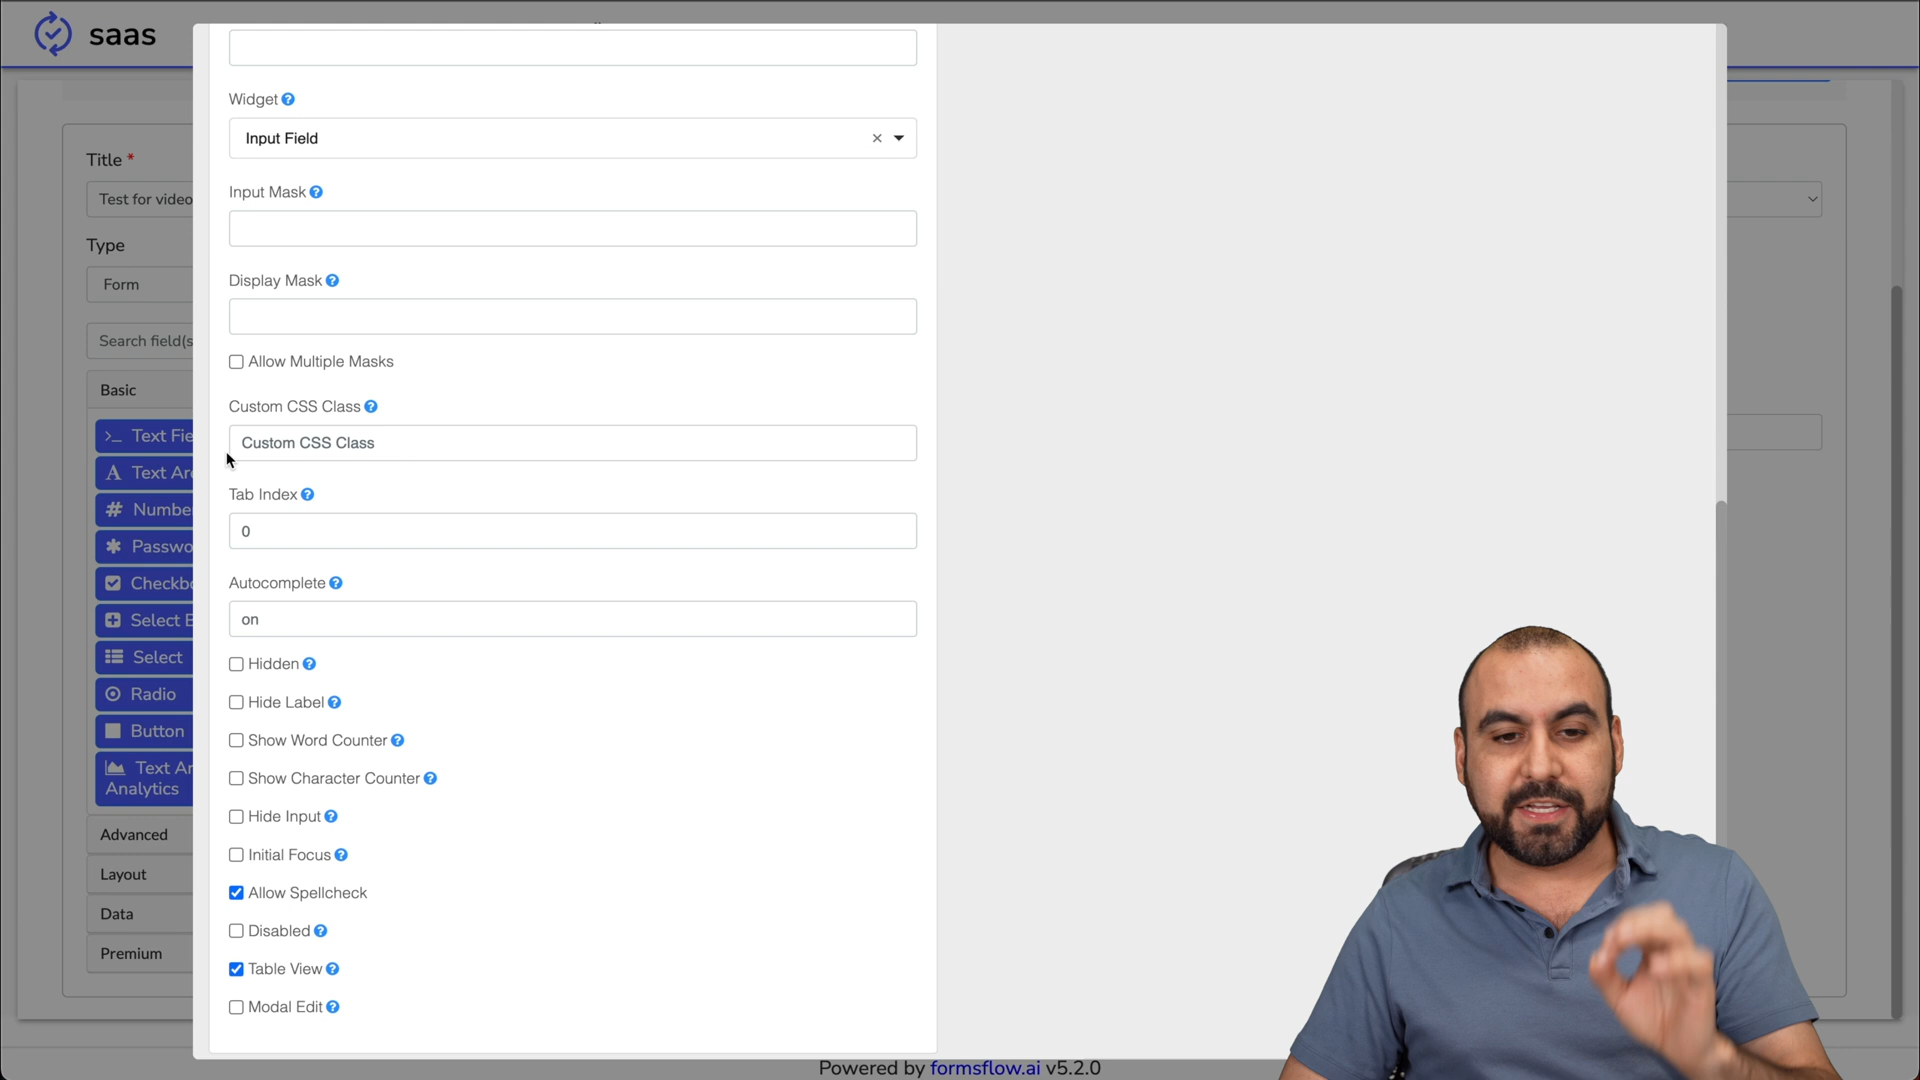 saas
Widget
Input Field
Title *
Input Mask
Test for video
Type
Display Mask
Form
Search field(s
Allow Multiple Masks
Basic
Custom CSS Class
Text Fie
Custom CSS Class
Text Are
Tab Index
Numbe
0
Passwo
Autocomplete
Checkbo
on
Select B
Select
Hidden
Radio
Hide Label
Button
Show Word Counter
Text Ar
Analytics
Show Character Counter
Hide Input
Advanced
Initial Focus
Layout
Allow Spellcheck
Data
Disabled
Premium
Table View
Modal Edit
Powered by formsflow.ai v5.2.0